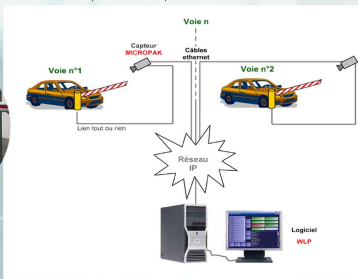 Voie n
Capteur
MICROPAK
Câbles
ethernet
Voie n°1
Voie n°2
Lien tout ou rien
Réseau
IP
Logiciel
WLP